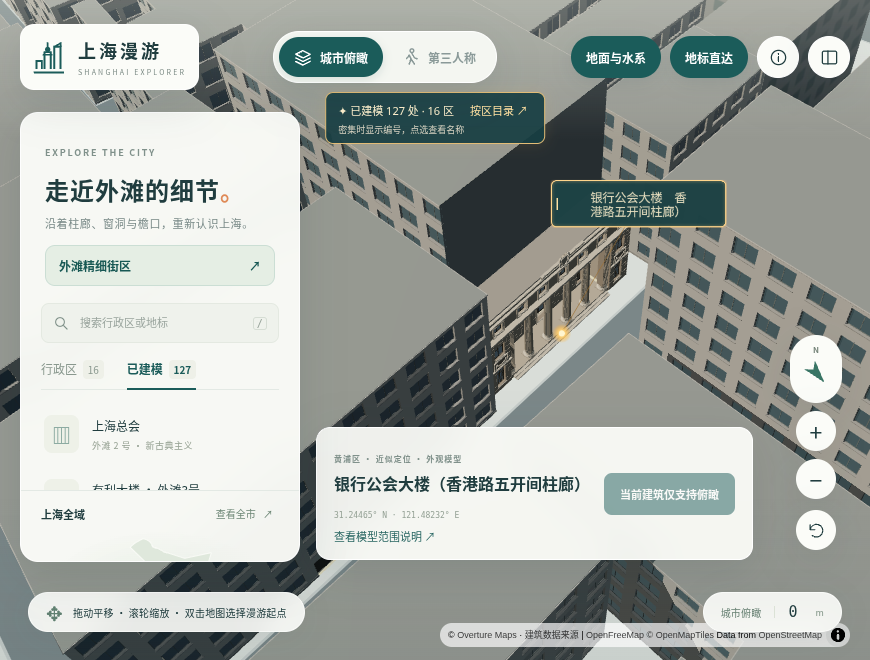 上海漫游
SHANGHAI EXPLORER
城市俯瞰
第三人称
地面与水系
地标直达
✦ 已建模 127 处 · 16 区 按区目录 ↗
密集时显示编号，点选查看名称
EXPLORE THE CITY
走近外滩的细节。
沿着柱廊、窗洞与檐口，重新认识上海。
外滩精细街区 ↗
搜索行政区或地标 /
行政区 16 已建模 127
上海总会
外滩 2 号 · 新古典主义
有利大楼 · 外滩3号
上海全域 查看全市 ↗
银行公会大楼 香
港路五开间柱廊）
黄浦区 · 近似定位 · 外观模型
银行公会大楼（香港路五开间柱廊）
31.24465° N · 121.48232° E
查看模型范围说明 ↗
当前建筑仅支持俯瞰
N
+
−
拖动平移 · 滚轮缩放 · 双击地图选择漫游起点
城市俯瞰 0 m
© Overture Maps · 建筑数据来源 | OpenFreeMap © OpenMapTiles Data from OpenStreetMap